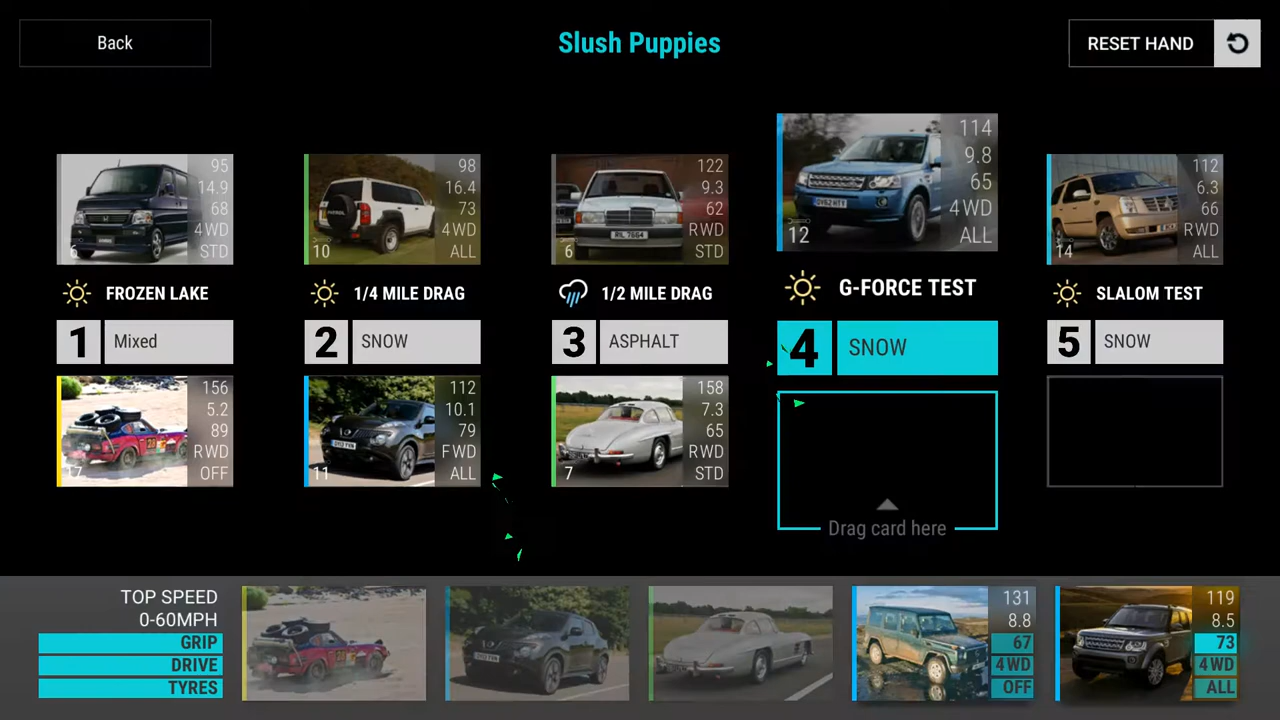 Back
Slush Puppies
RESET HAND
95
14.9
68
4WD
STD
6
98
16.4
73
4WD
ALL
10
122
9.3
62
RWD
STD
6
RIL 7664
114
9.8
65
4WD
ALL
12
112
6.3
66
RWD
ALL
14
FROZEN LAKE
1/4 MILE DRAG
1/2 MILE DRAG
G-FORCE TEST
SLALOM TEST
1 Mixed
2 SNOW
3 ASPHALT
4 SNOW
5 SNOW
156
5.2
89
RWD
OFF
17
112
10.1
79
FWD
ALL
11
158
7.3
65
RWD
STD
7
Drag card here
TOP SPEED
0-60MPH
GRIP
DRIVE
TYRES
131
8.8
67
4WD
OFF
119
8.5
73
4WD
ALL